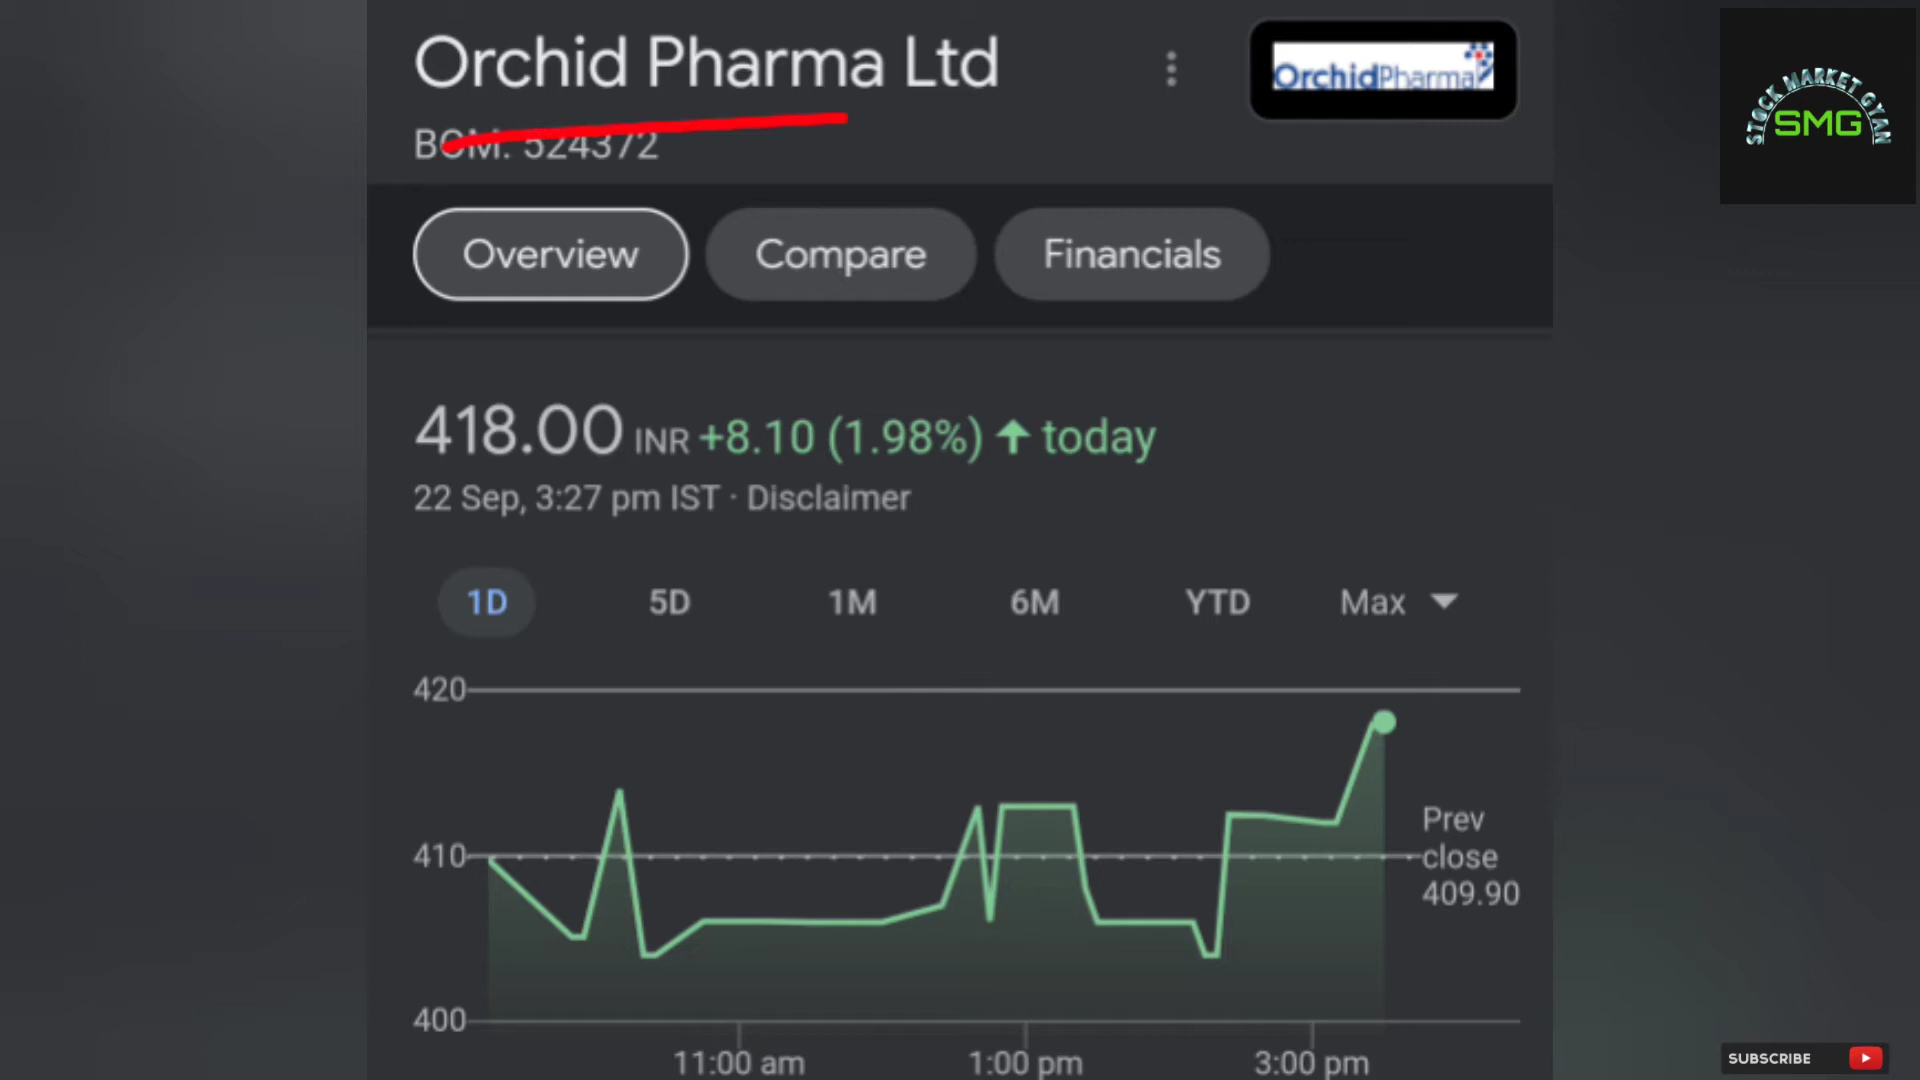 Orchid Pharma Ltd
OrchidPharma
STOCK MARKET GYAN
SMG
BOM: 524372
Overview
Compare
Financials
418.00 INR +8.10 (1.98%) ↑ today
22 Sep, 3:27 pm IST · Disclaimer
1D 5D 1M 6M YTD Max
420
410
400
Prev
close
409.90
11:00 am 1:00 pm 3:00 pm
SUBSCRIBE